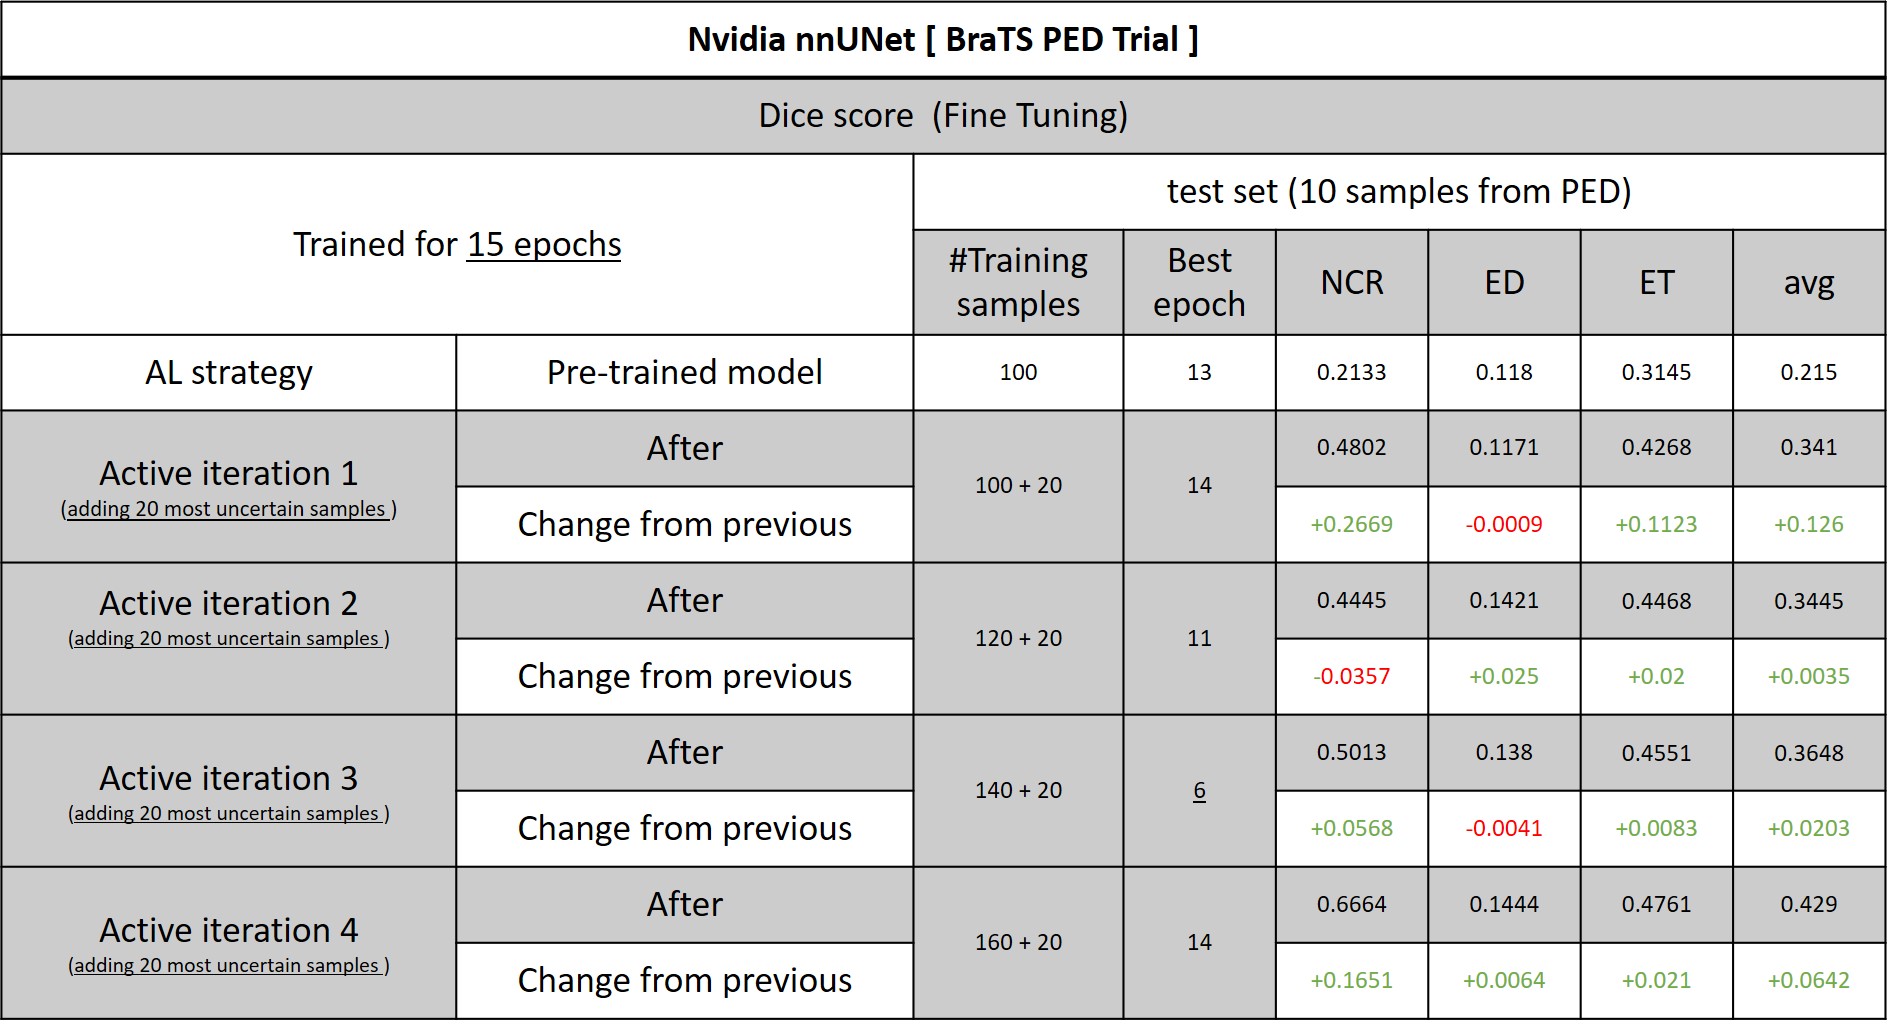 Nvidia nnUNet [ BraTS PED Trial ]
Dice score (Fine Tuning)
Trained for 15 epochs
test set (10 samples from PED)
#Training samples
Best epoch
NCR
ED
ET
avg
AL strategy
Pre-trained model
100
13
0.2133
0.118
0.3145
0.215
Active iteration 1
(adding 20 most uncertain samples )
After
100 + 20
14
0.4802
0.1171
0.4268
0.341
Change from previous
+0.2669
-0.0009
+0.1123
+0.126
Active iteration 2
(adding 20 most uncertain samples )
After
120 + 20
11
0.4445
0.1421
0.4468
0.3445
Change from previous
-0.0357
+0.025
+0.02
+0.0035
Active iteration 3
(adding 20 most uncertain samples )
After
140 + 20
6
0.5013
0.138
0.4551
0.3648
Change from previous
+0.0568
-0.0041
+0.0083
+0.0203
Active iteration 4
(adding 20 most uncertain samples )
After
160 + 20
14
0.6664
0.1444
0.4761
0.429
Change from previous
+0.1651
+0.0064
+0.021
+0.0642